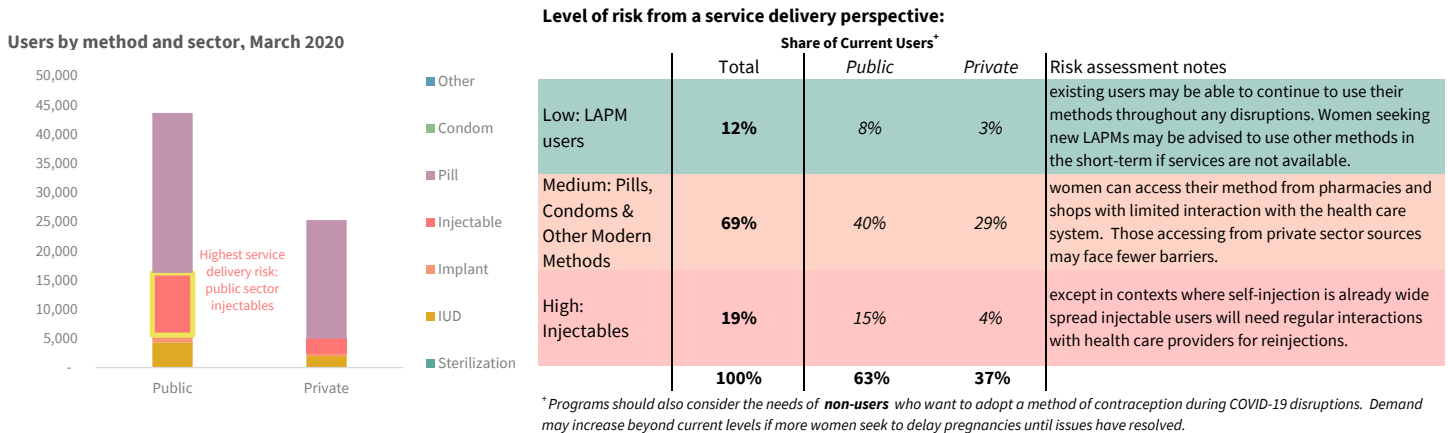 Level of risk from a service delivery perspective:
Users by method and sector, March 2020
50,000
45,000
40,000
35,000
30,000
25,000
20,000
15,000
10,000
5,000
-
Highest service
delivery risk:
public sector
injectables
Public
Private
Other
Condom
Pill
Injectable
Implant
IUD
Sterilization
Share of Current Users+
Total Public Private Risk assessment notes
Low: LAPM
users
12% 8% 3%
existing users may be able to continue to use their
methods throughout any disruptions. Women seeking
new LAPMs may be advised to use other methods in
the short-term if services are not available.
Medium: Pills,
Condoms &
Other Modern
Methods
69% 40% 29%
women can access their method from pharmacies and
shops with limited interaction with the health care
system. Those accessing from private sector sources
may face fewer barriers.
High:
Injectables
19% 15% 4%
except in contexts where self-injection is already wide
spread injectable users will need regular interactions
with health care providers for reinjections.
100% 63% 37%
+Programs should also consider the needs of non-users who want to adopt a method of contraception during COVID-19 disruptions. Demand
may increase beyond current levels if more women seek to delay pregnancies until issues have resolved.